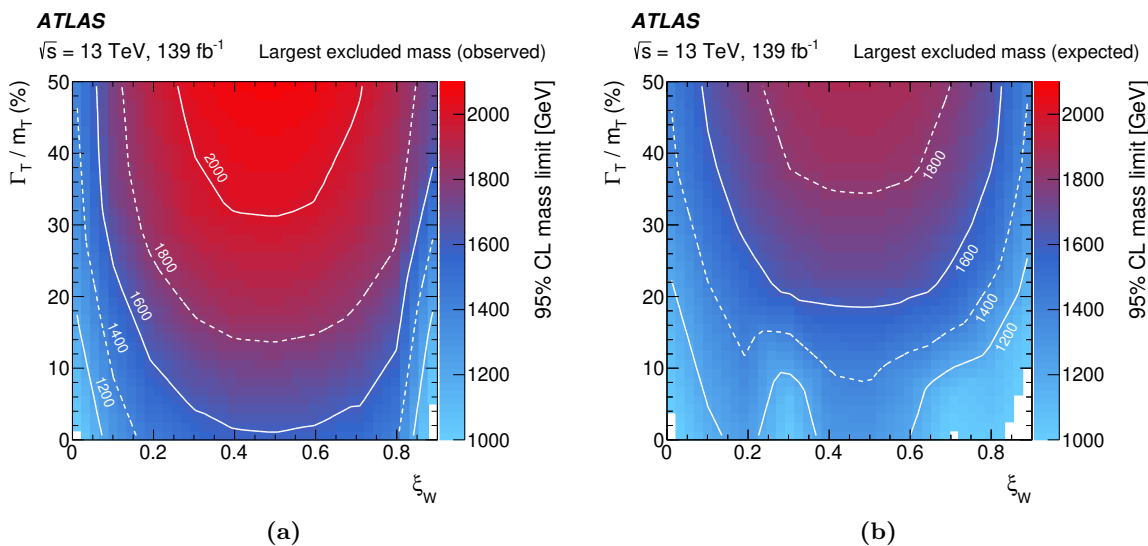 ATLAS
√s = 13 TeV, 139 fb⁻¹ Largest excluded mass (observed)
Γ_T / m_T (%)
50
40
30
20
10
0
0 0.2 0.4 0.6 0.8
ξ_W
2000
1800
1600
1400
1200
2000
1800
1600
1400
1200
1000
95% CL mass limit [GeV]
(a)
ATLAS
√s = 13 TeV, 139 fb⁻¹ Largest excluded mass (expected)
Γ_T / m_T (%)
50
40
30
20
10
0
0 0.2 0.4 0.6 0.8
ξ_W
1800
1600
1400
1200
2000
1800
1600
1400
1200
1000
95% CL mass limit [GeV]
(b)